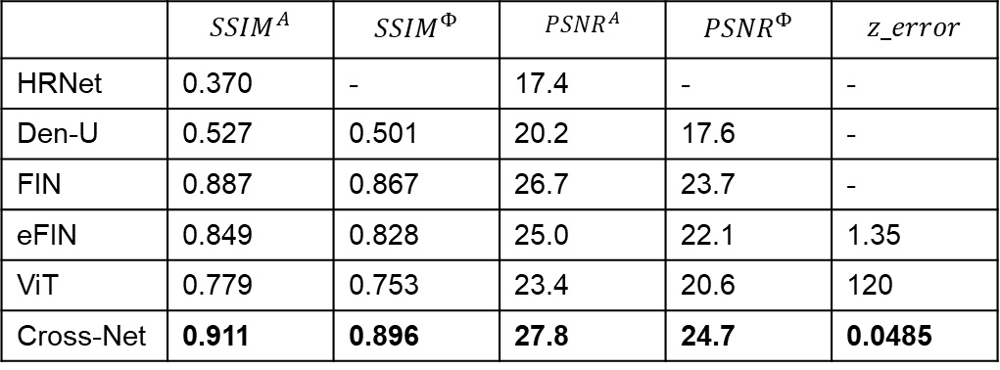 SSIM^A SSIM^Φ PSNR^A PSNR^Φ z_error
HRNet 0.370 - 17.4 - -
Den-U 0.527 0.501 20.2 17.6 -
FIN 0.887 0.867 26.7 23.7 -
eFIN 0.849 0.828 25.0 22.1 1.35
ViT 0.779 0.753 23.4 20.6 120
Cross-Net 0.911 0.896 27.8 24.7 0.0485